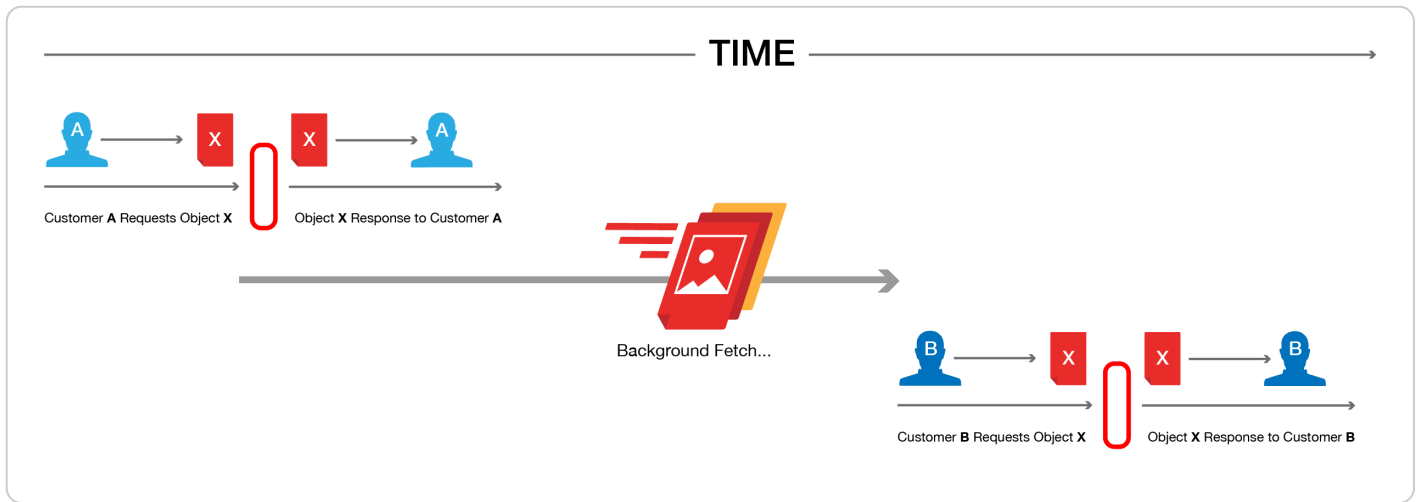 TIME
A
X
X
A
Customer A Requests Object X
Object X Response to Customer A
Background Fetch...
B
X
X
B
Customer B Requests Object X
Object X Response to Customer B